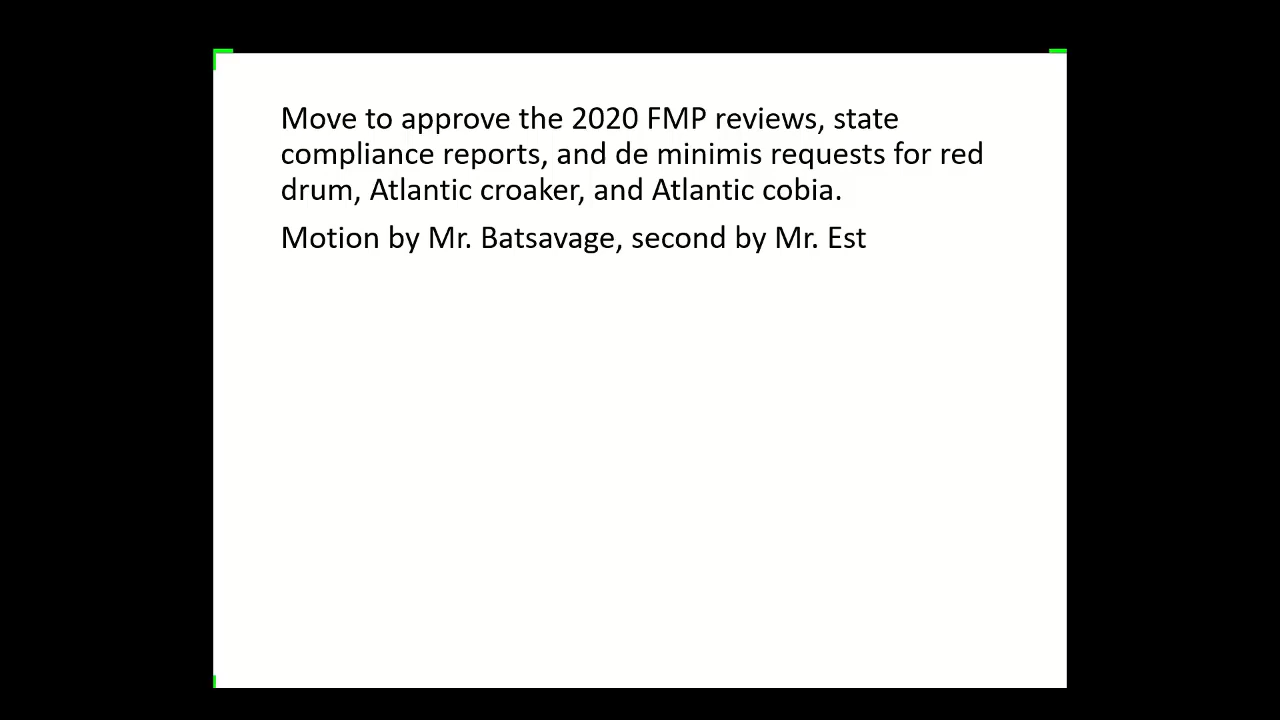 Move to approve the 2020 FMP reviews, state
compliance reports, and de minimis requests for red
drum, Atlantic croaker, and Atlantic cobia.
Motion by Mr. Batsavage, second by Mr. Est